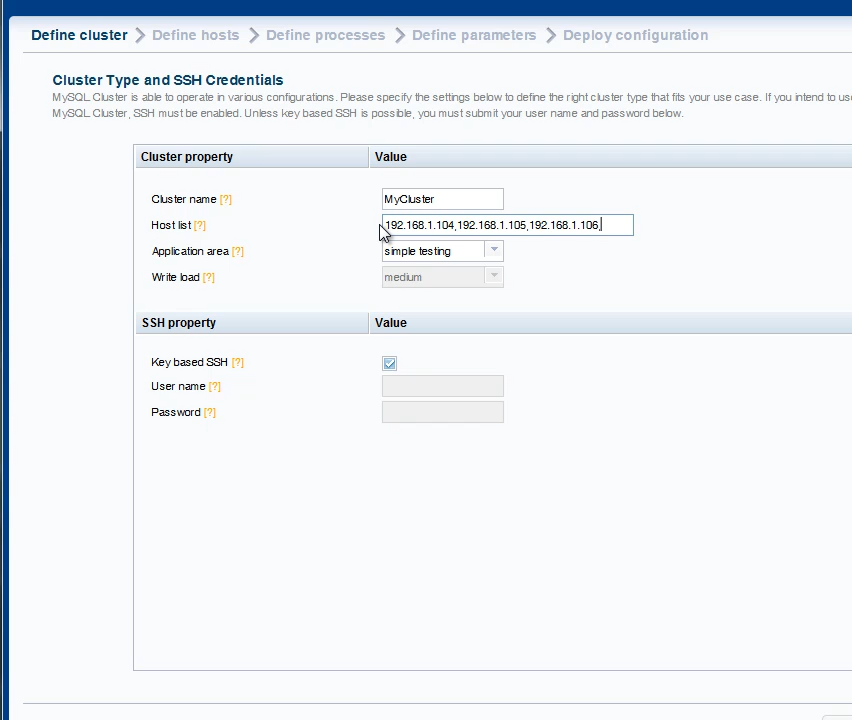 Define cluster Define hosts Define processes Define parameters Deploy configuration
Cluster Type and SSH Credentials
MySQL Cluster is able to operate in various configurations. Please specify the settings below to define the right cluster type that fits your use case. If you intend to us
MySQL Cluster, SSH must be enabled. Unless key based SSH is possible, you must submit your user name and password below.
Cluster property Value
Cluster name [?] MyCluster
Host list [?] 192.168.1.104,192.168.1.105,192.168.1.106,
Application area [?] simple testing
Write load [?] medium
SSH property Value
Key based SSH [?]
User name [?]
Password [?]